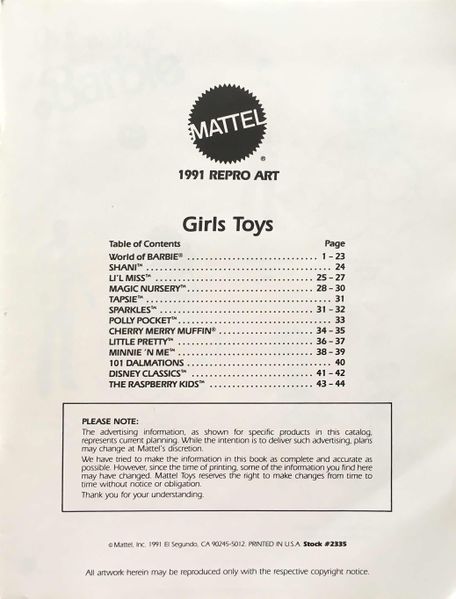 MATTEL
®
1991 REPRO ART
Girls Toys
Table of Contents Page
World of BARBIE® .............................. 1 – 23
SHANI™ .............................. 24
LI'L MISS™ .............................. 25 – 27
MAGIC NURSERY™ .............................. 28 – 30
TAPSIE™ .............................. 31
SPARKLES™ .............................. 31 – 32
POLLY POCKET™ .............................. 33
CHERRY MERRY MUFFIN® .............................. 34 – 35
LITTLE PRETTY™ .............................. 36 – 37
MINNIE 'N ME™ .............................. 38 – 39
101 DALMATIONS .............................. 40
DISNEY CLASSICS™ .............................. 41 – 42
THE RASPBERRY KIDS™ .............................. 43 – 44
PLEASE NOTE:
The advertising information, as shown for specific products in this catalog,
represents current planning. While the intention is to deliver such advertising, plans
may change at Mattel's discretion.
We have tried to make the information in this book as complete and accurate as
possible. However, since the time of printing, some of the information you find here
may have changed. Mattel Toys reserves the right to make changes from time to
time without notice or obligation.
Thank you for your understanding.
© Mattel, Inc. 1991 El Segundo, CA 90245-5012. PRINTED IN U.S.A. Stock #2335
All artwork herein may be reproduced only with the respective copyright notice.
Barbie